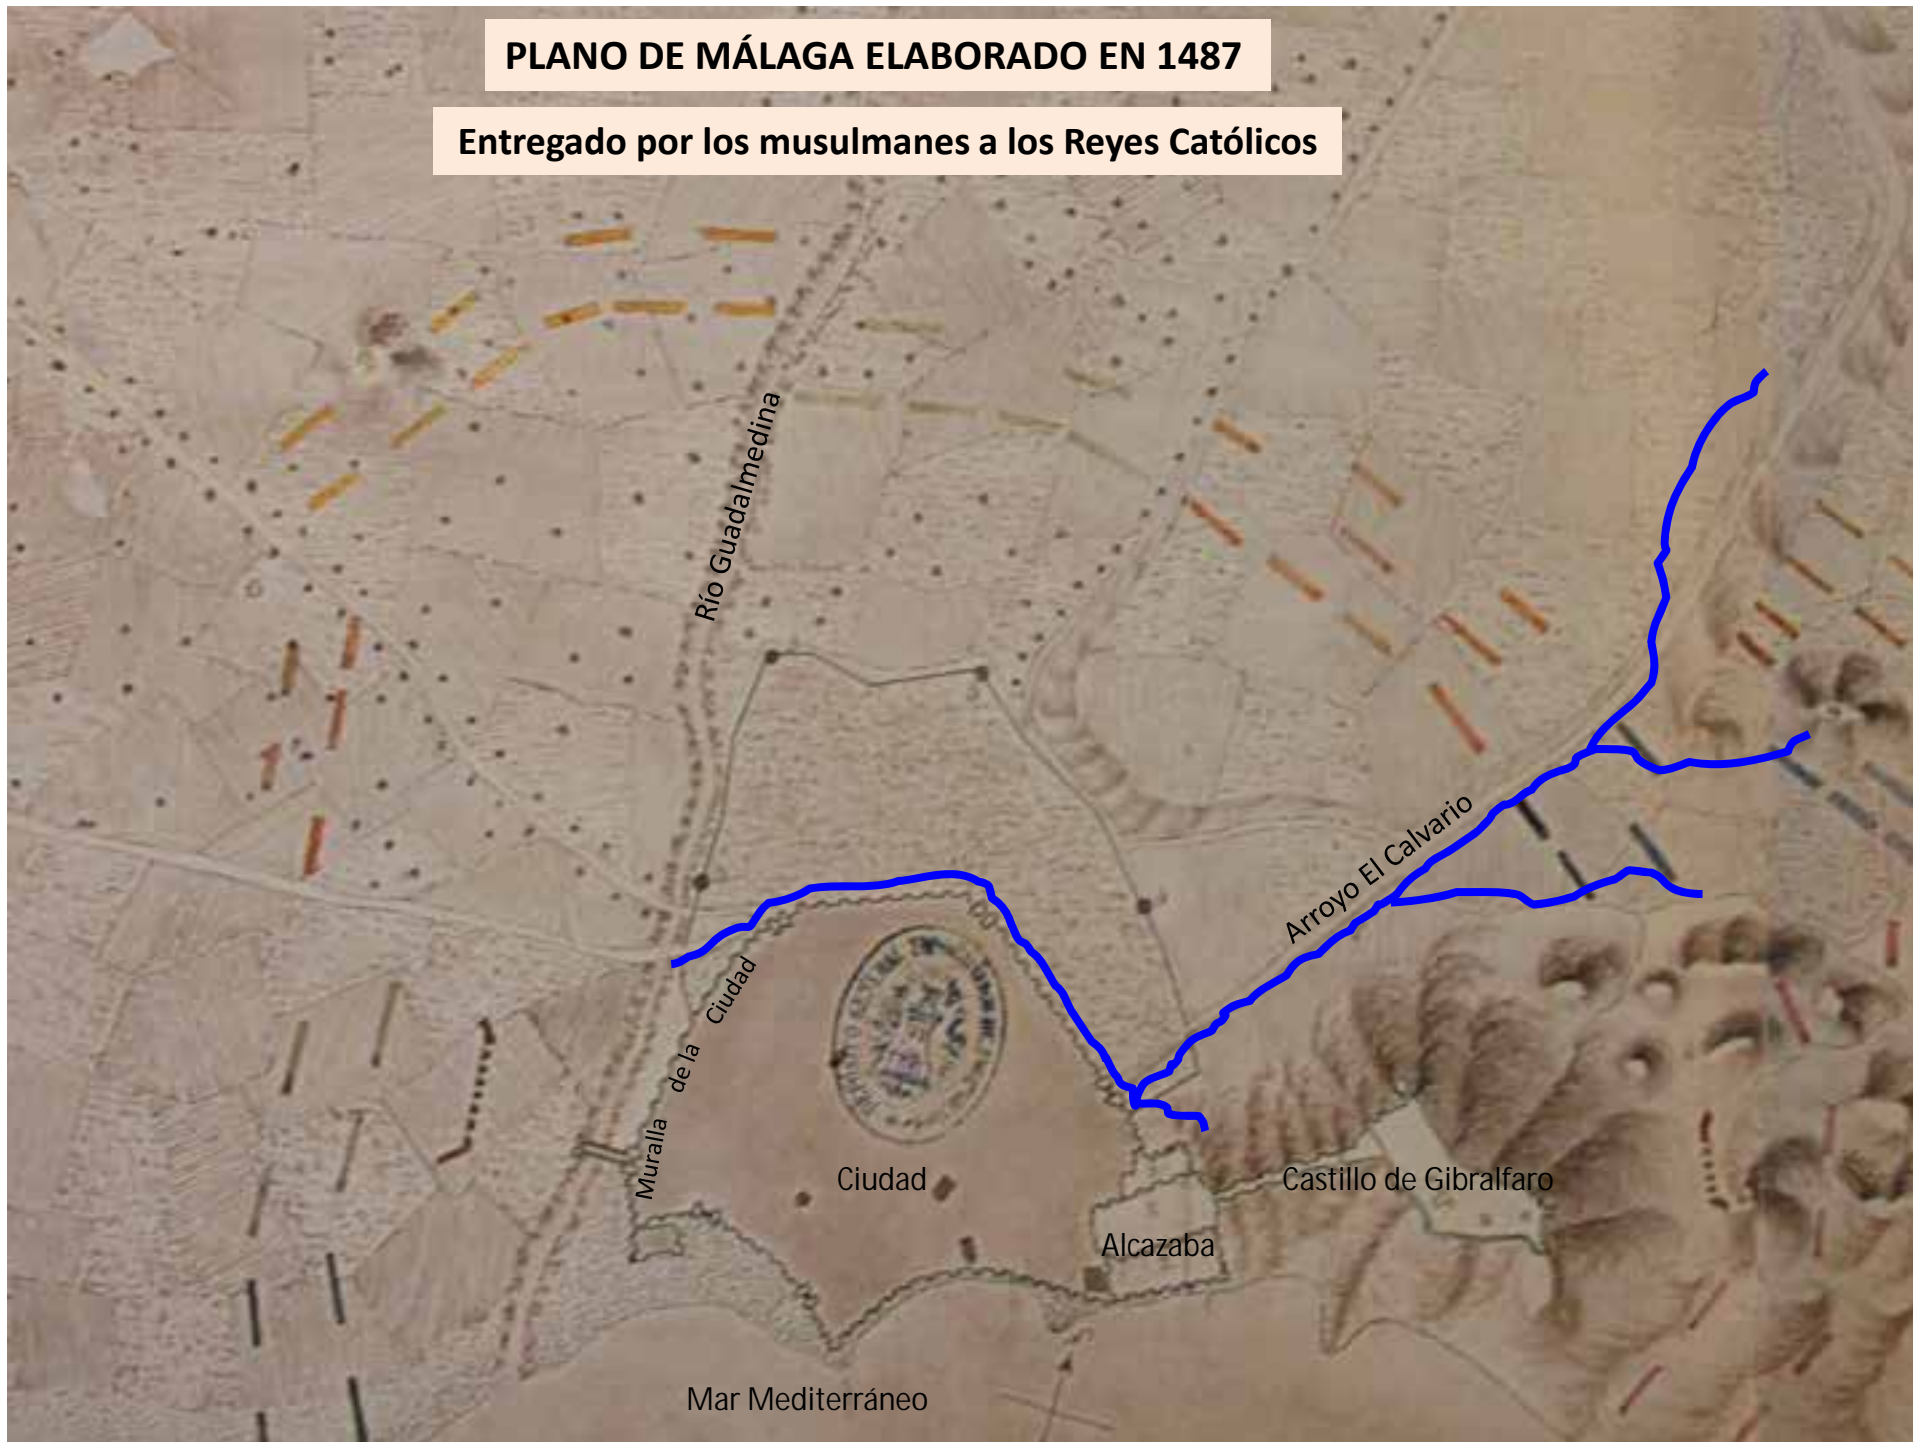 PLANO DE MÁLAGA ELABORADO EN 1487
Entregado por los musulmanes a los Reyes Católicos
Río Guadalmedina
Arroyo El Calvario
Muralla de la Ciudad
Ciudad
Castillo de Gibralfaro
Alcazaba
Mar Mediterráneo